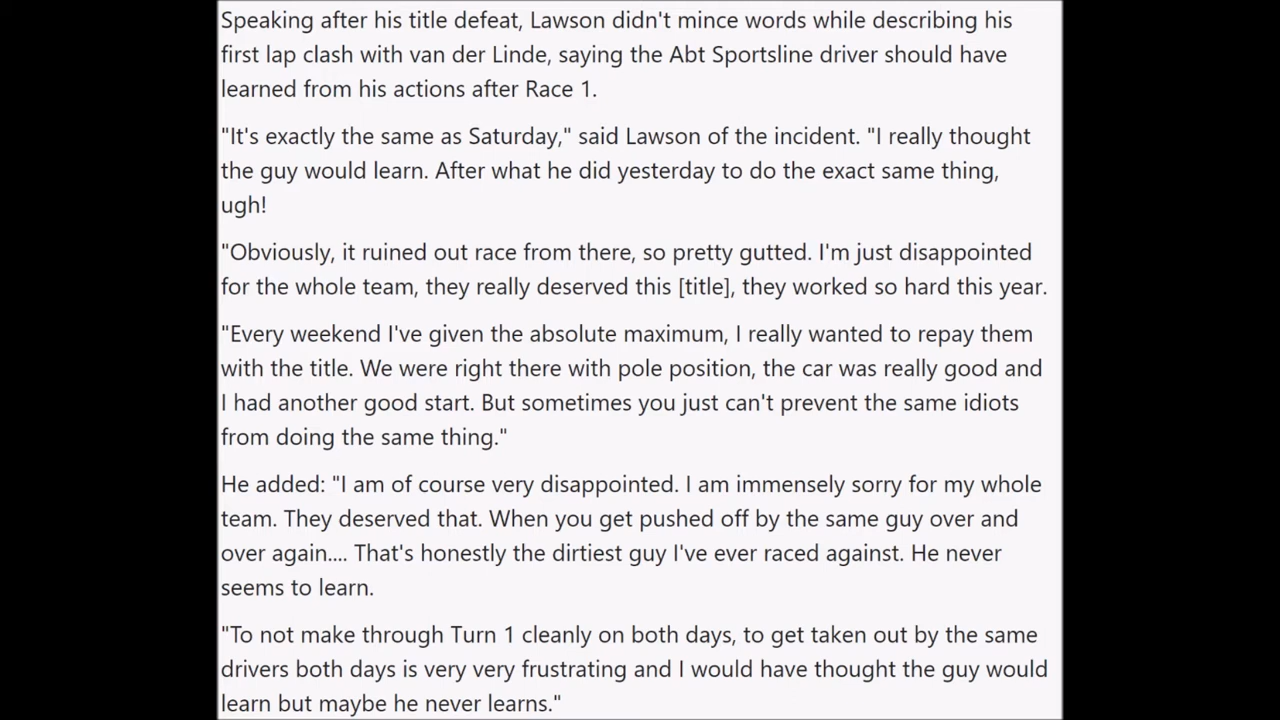 Speaking after his title defeat, Lawson didn't mince words while describing his
first lap clash with van der Linde, saying the Abt Sportsline driver should have
learned from his actions after Race 1.
"It's exactly the same as Saturday," said Lawson of the incident. "I really thought
the guy would learn. After what he did yesterday to do the exact same thing,
ugh!
"Obviously, it ruined out race from there, so pretty gutted. I'm just disappointed
for the whole team, they really deserved this [title], they worked so hard this year.
"Every weekend I've given the absolute maximum, I really wanted to repay them
with the title. We were right there with pole position, the car was really good and
I had another good start. But sometimes you just can't prevent the same idiots
from doing the same thing."
He added: "I am of course very disappointed. I am immensely sorry for my whole
team. They deserved that. When you get pushed off by the same guy over and
over again.... That's honestly the dirtiest guy I've ever raced against. He never
seems to learn.
"To not make through Turn 1 cleanly on both days, to get taken out by the same
drivers both days is very very frustrating and I would have thought the guy would
learn but maybe he never learns."